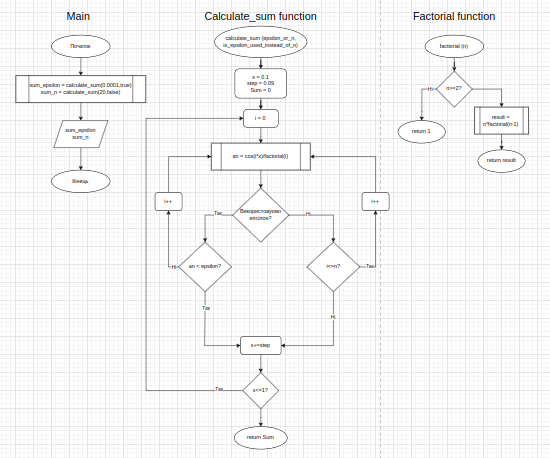 Main
Calculate_sum function
Factorial function
Початок
sum_epsilon = calculate_sum(0.0001,true)
sum_n = calculate_sum(20,false)
sum_epsilon
sum_n
Кінець
calculate_sum (epsilon_or_n,
is_epsilon_used_instead_of_n)
x = 0.1
step = 0.09
Sum = 0
i = 0
an = cos(i*x)/factorial(i)
i++
i++
Використовуємо
епсілон?
Так
Ні
an < epsilon?
Ні
Так
i<=n?
Так
Ні
x+=step
x<=1?
Так
return Sum
factorial (n)
n>=2?
Ні
return 1
result =
n*factorial(n-1)
return result